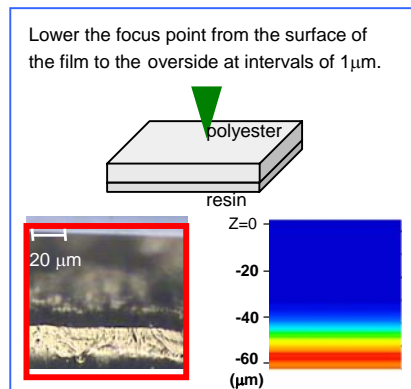 Lower the focus point from the surface of
the film to the overside at intervals of 1μm.
polyester
resin
20 μm
Z=0
-20
-40
-60
(μm)